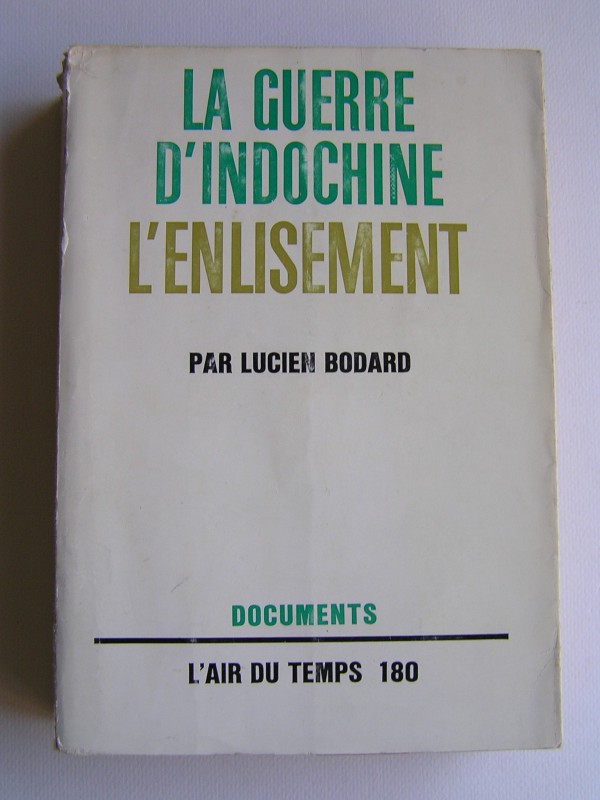 LA GUERRE
D'INDOCHINE
L'ENLISEMENT
PAR LUCIEN BODARD
DOCUMENTS
L'AIR DU TEMPS 180